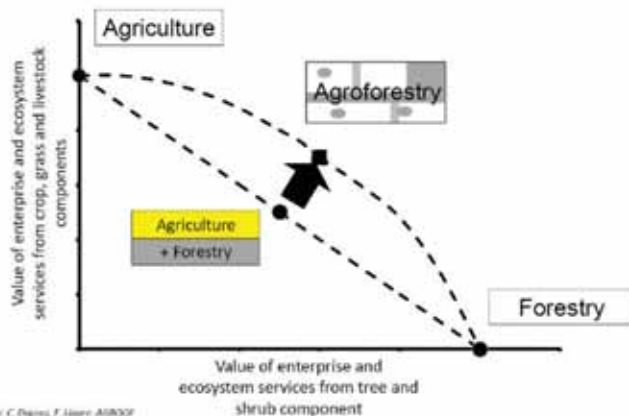 Agriculture
Agroforestry
Value of enterprise and ecosystem
services from crop, grass and livestock
components
Agriculture
+ Forestry
Forestry
Value of enterprise and
ecosystem services from tree and
shrub component